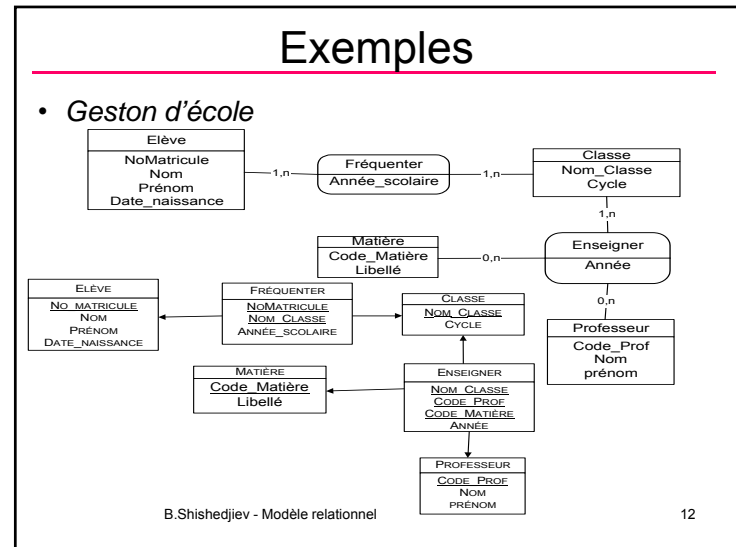 Exemples
• Geston d'école
Elève
NoMatricule
Nom
Prénom
Date_naissance
1,n
Fréquenter
Année_scolaire
1,n
Classe
Nom_Classe
Cycle
1,n
Matière
Code_Matière
Libellé
0,n
Enseigner
Année
0,n
Professeur
Code_Prof
Nom
prénom
ELÈVE
NO_MATRICULE
NOM
PRÉNOM
DATE_NAISSANCE
FRÉQUENTER
NOMATRICULE
NOM_CLASSE
ANNÉE_SCOLAIRE
CLASSE
NOM_CLASSE
CYCLE
MATIÈRE
Code_Matière
Libellé
ENSEIGNER
NOM_CLASSE
CODE_PROF
CODE_MATIÈRE
ANNÉE
PROFESSEUR
CODE_PROF
NOM
PRÉNOM
B.Shishedjiev - Modèle relationnel
12